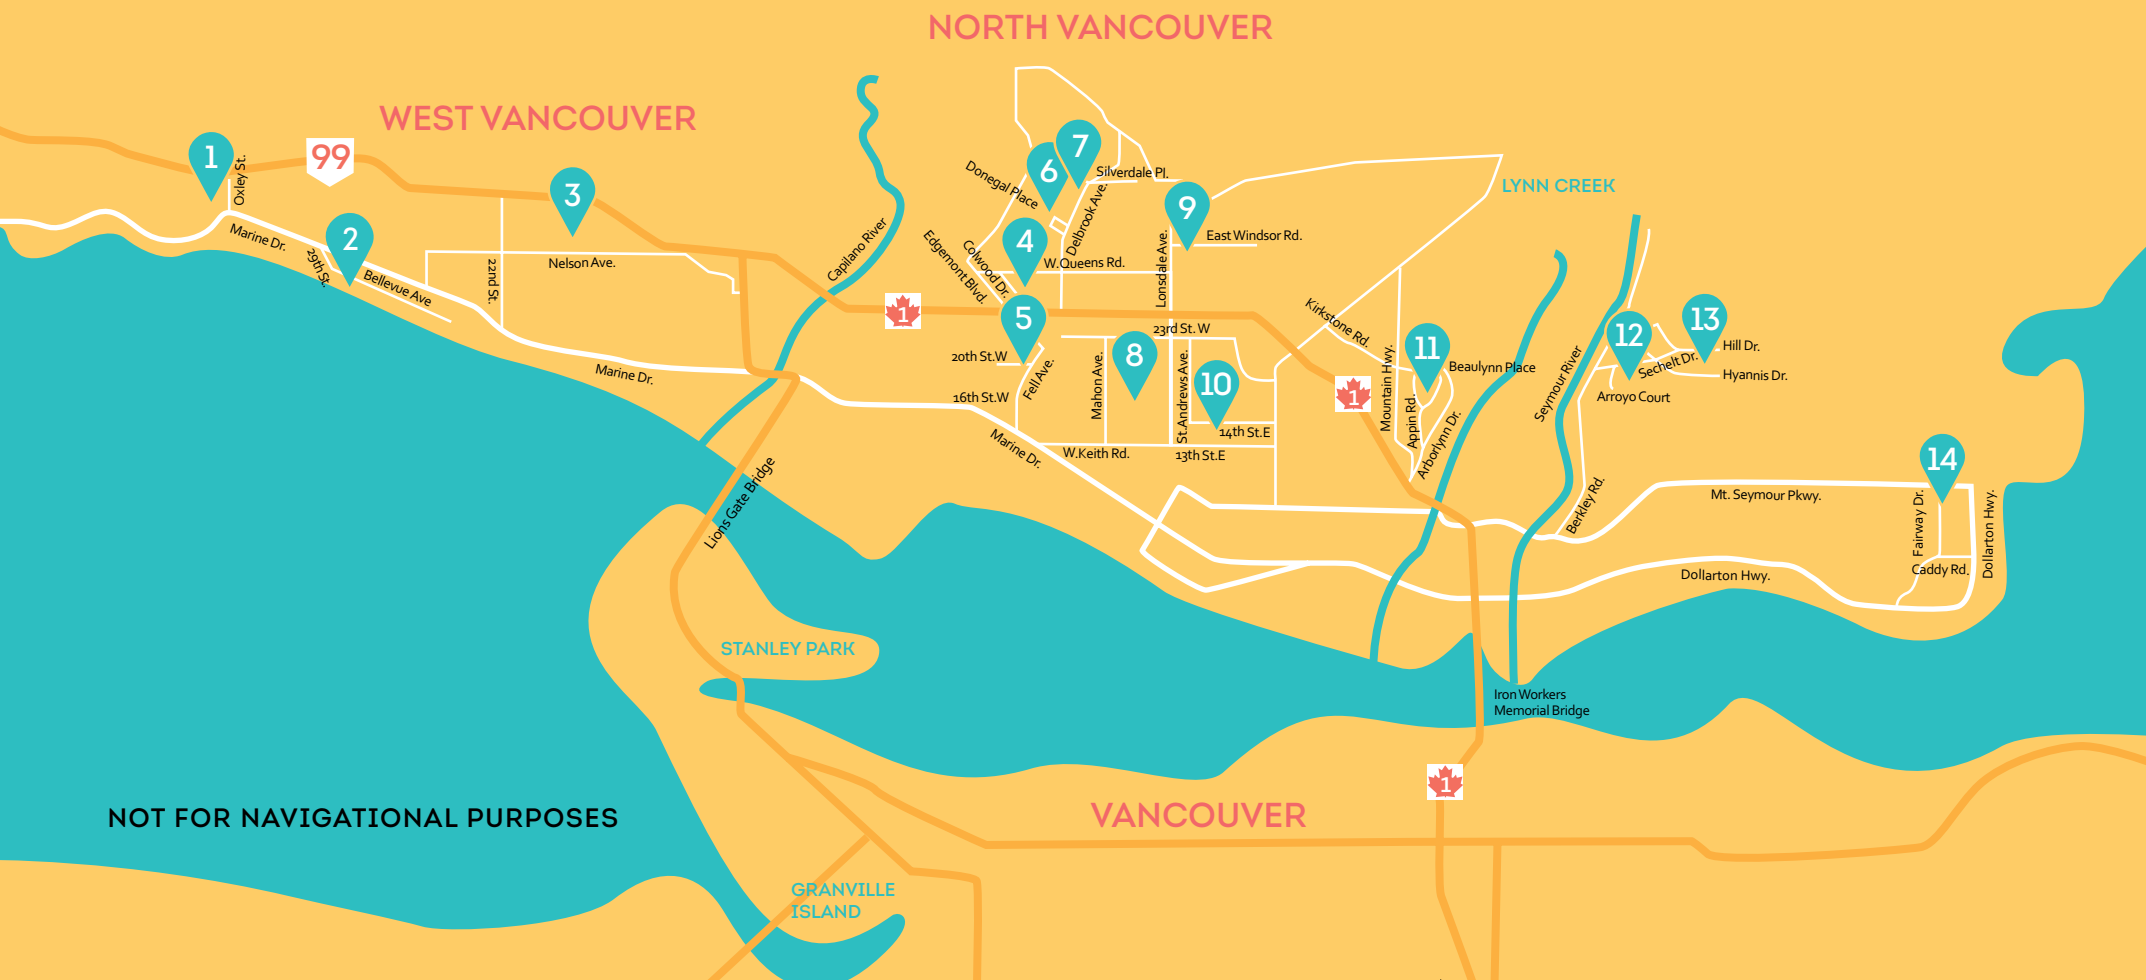 NORTH VANCOUVER
WEST VANCOUVER
99
1
2
3
4
5
6
7
8
9
10
11
12
13
14
Oxley St.
Marine Dr.
29th St.
Bellevue Ave
22nd St.
Nelson Ave.
Marine Dr.
Capilano River
1
Donegal Place
Silverdale Pl.
Delbrook Ave.
Edgemont Blvd.
Colwood Dr.
W.Queens Rd.
Lonsdale Ave.
East Windsor Rd.
23rd St. W
20th St.W
Fell Ave.
16th St.W
Mahon Ave.
St.Andrews Ave.
14th St.E
Marine Dr.
W.Keith Rd.
13th St.E
Kirkstone Rd.
1
Mountain Hwy.
Appin Rd.
Beaulynn Place
Arborlynn Dr.
LYNN CREEK
Seymour River
Hill Dr.
Sechelt Dr.
Hyannis Dr.
Arroyo Court
Berkley Rd.
Mt. Seymour Pkwy.
Fairway Dr.
Dollarton Hwy.
Caddy Rd.
Dollarton Hwy.
Lions Gate Bridge
STANLEY PARK
Iron Workers
Memorial Bridge
1
NOT FOR NAVIGATIONAL PURPOSES
VANCOUVER
GRANVILLE
ISLAND